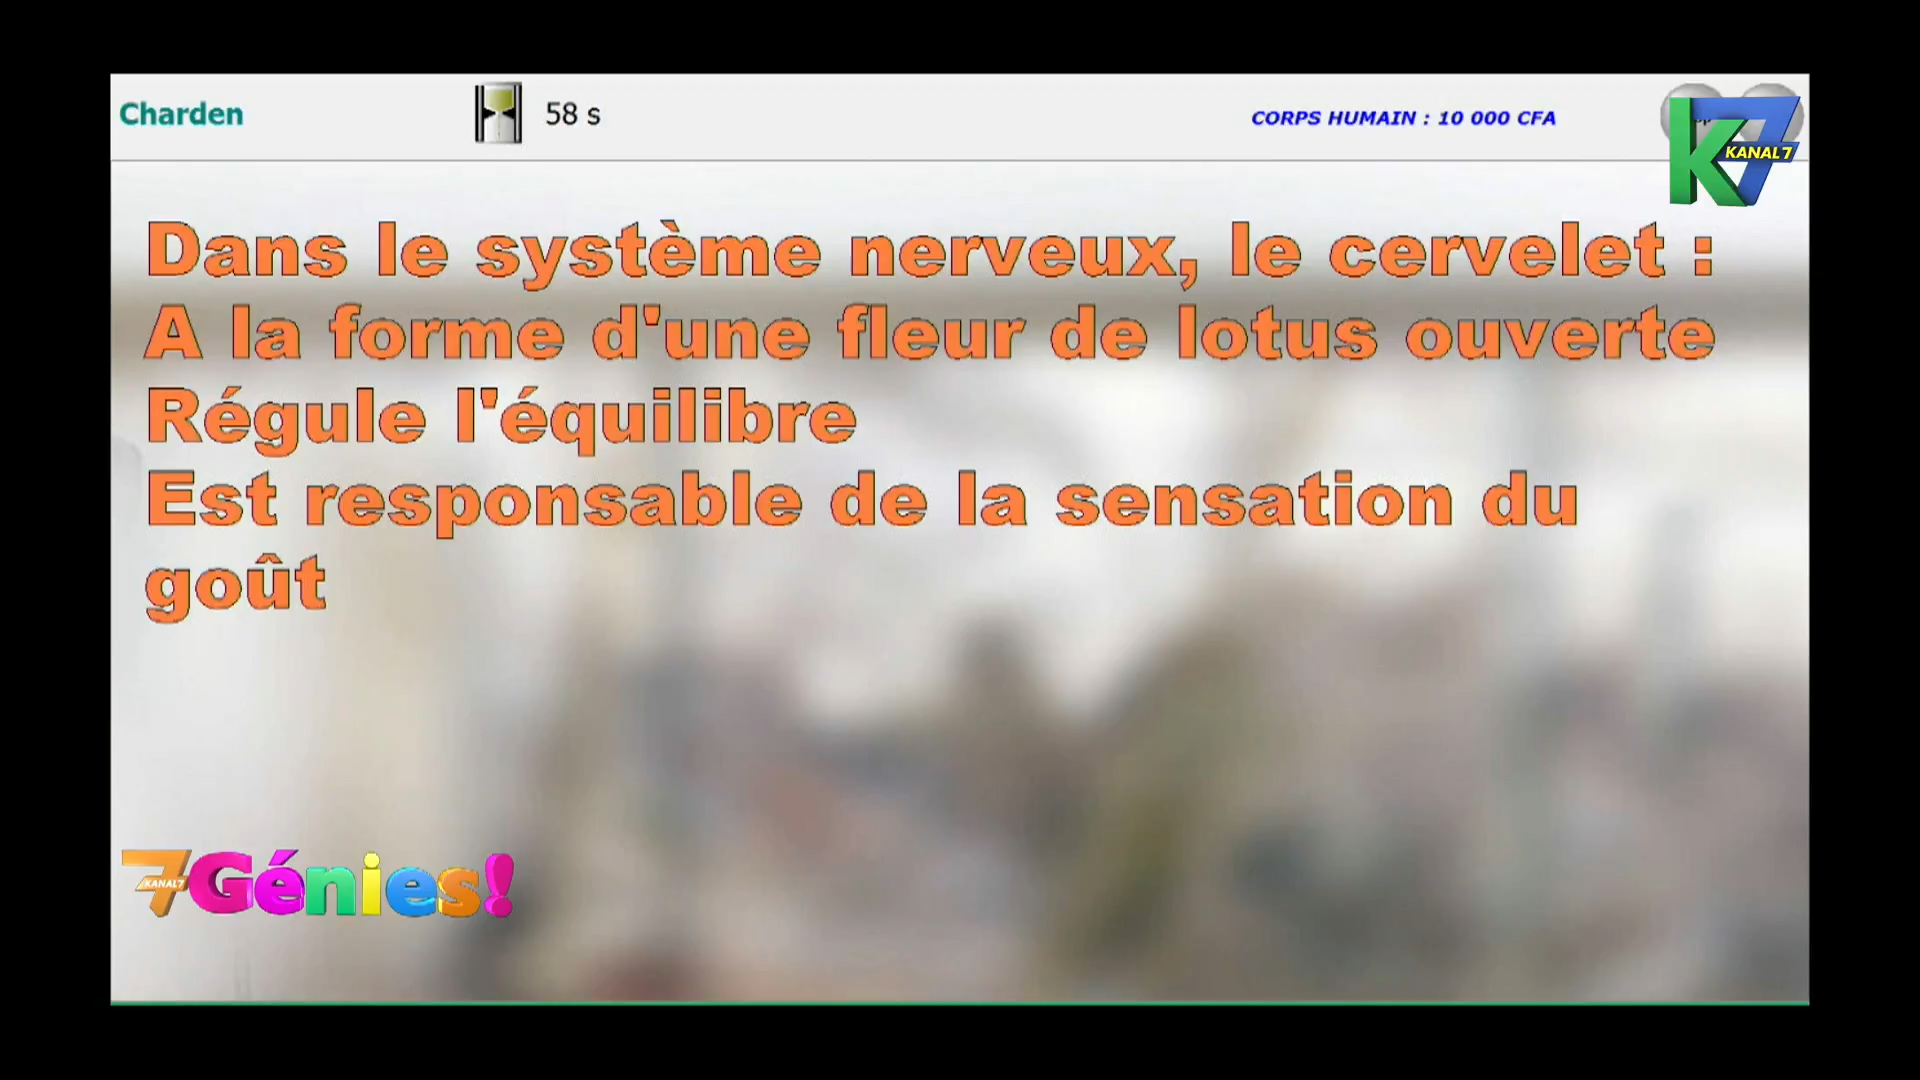 Charden
58 s
CORPS HUMAIN : 10 000 CFA
KANAL7
Dans le système nerveux, le cervelet :
A la forme d'une fleur de lotus ouverte
Régule l'équilibre
Est responsable de la sensation du
goût
7 KANAL7 Génies!